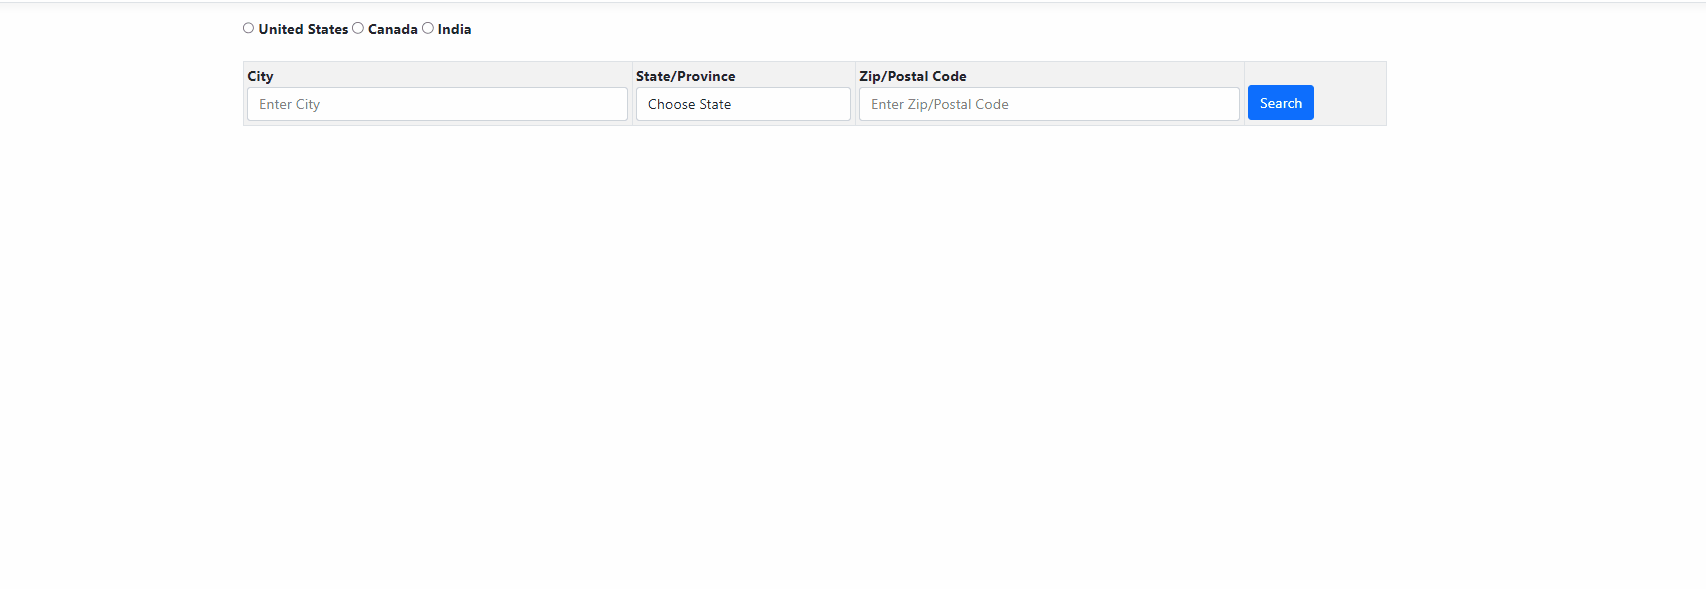 United States Canada India
City State/Province Zip/Postal Code
Enter City Choose State Enter Zip/Postal Code Search